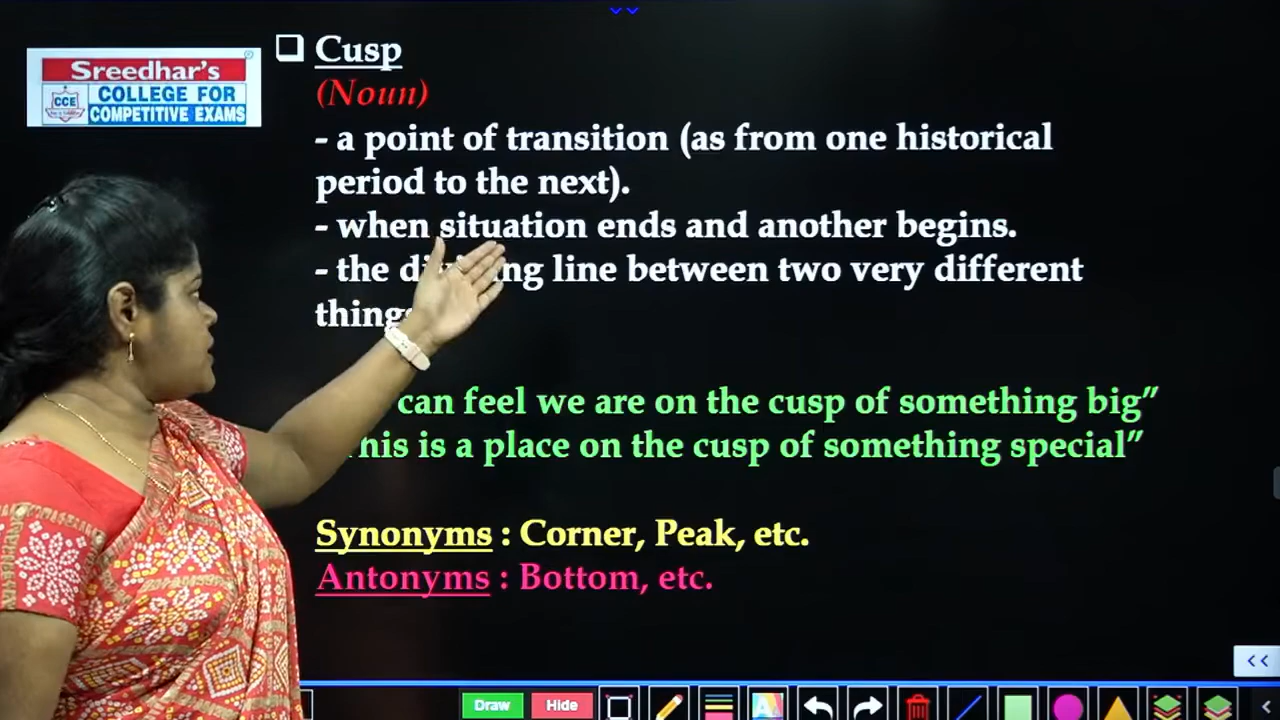 Cusp
Sreedhar's
CCE
COLLEGE FOR
COMPETITIVE EXAMS
(Noun)
- a point of transition (as from one historical
period to the next).
- when situation ends and another begins.
- the line between two very different
can feel we are on the cusp of something big”
is a place on the cusp of something special”
Synonyms : Corner, Peak, etc.
Antonyms : Bottom, etc.
<<
Draw Hide